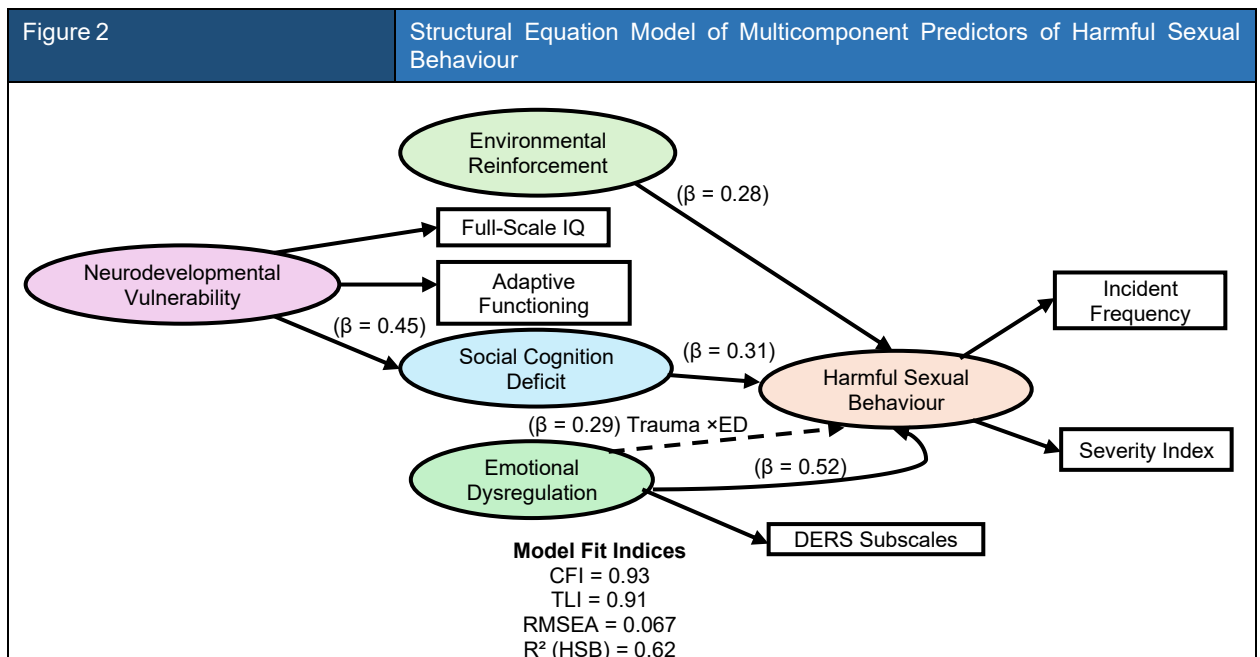 Figure 2
Structural Equation Model of Multicomponent Predictors of Harmful Sexual
Behaviour
Environmental
Reinforcement
(β = 0.28)
Full-Scale IQ
Neurodevelopmental
Vulnerability
Adaptive
Functioning
(β = 0.45)
Social Cognition
Deficit
(β = 0.31)
Incident
Frequency
Harmful Sexual
Behaviour
(β = 0.29) Trauma ×ED
Severity Index
Emotional
Dysregulation
(β = 0.52)
DERS Subscales
Model Fit Indices
CFI = 0.93
TLI = 0.91
RMSEA = 0.067
R² (HSB) = 0.62